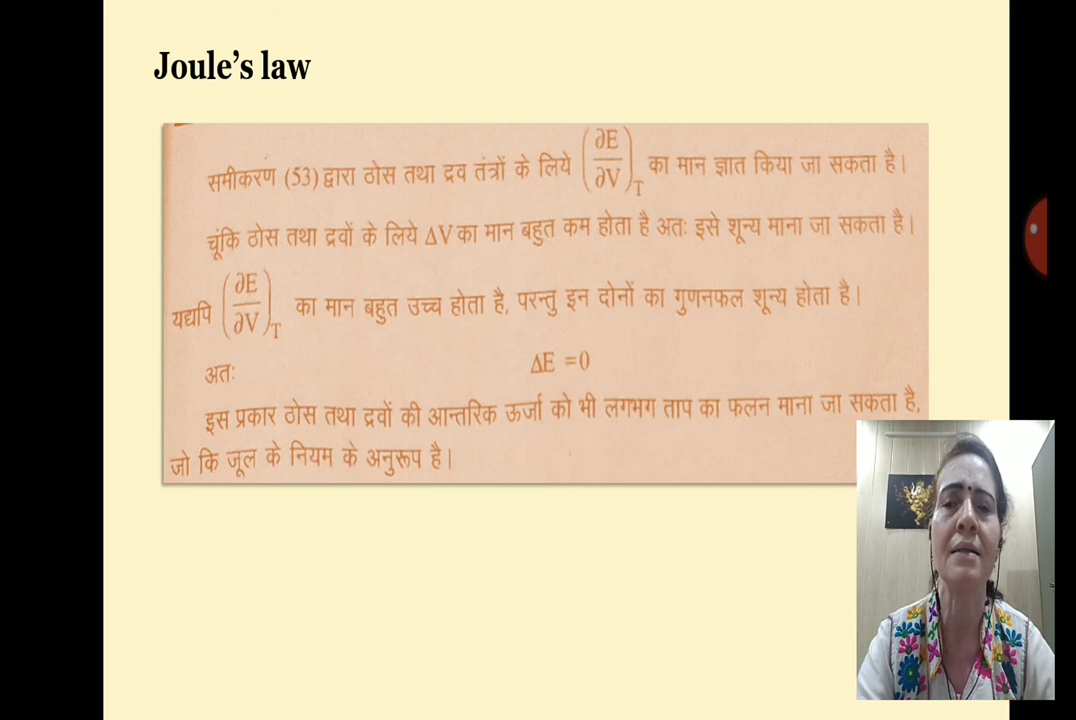 Joule's law
समीकरण (53) द्वारा ठोस तथा द्रव तंत्रों के लिये (∂E/∂V)T का मान ज्ञात किया जा सकता है।
चूंकि ठोस तथा द्रवों के लिये ΔV का मान बहुत कम होता है अतः इसे शून्य माना जा सकता है।
यद्यपि (∂E/∂V)T का मान बहुत उच्च होता है, परन्तु इन दोनों का गुणनफल शून्य होता है।
अतः ΔE = 0
इस प्रकार ठोस तथा द्रवों की आन्तरिक ऊर्जा को भी लगभग ताप का फलन माना जा सकता है,
जो कि जूल के नियम के अनुरूप है।